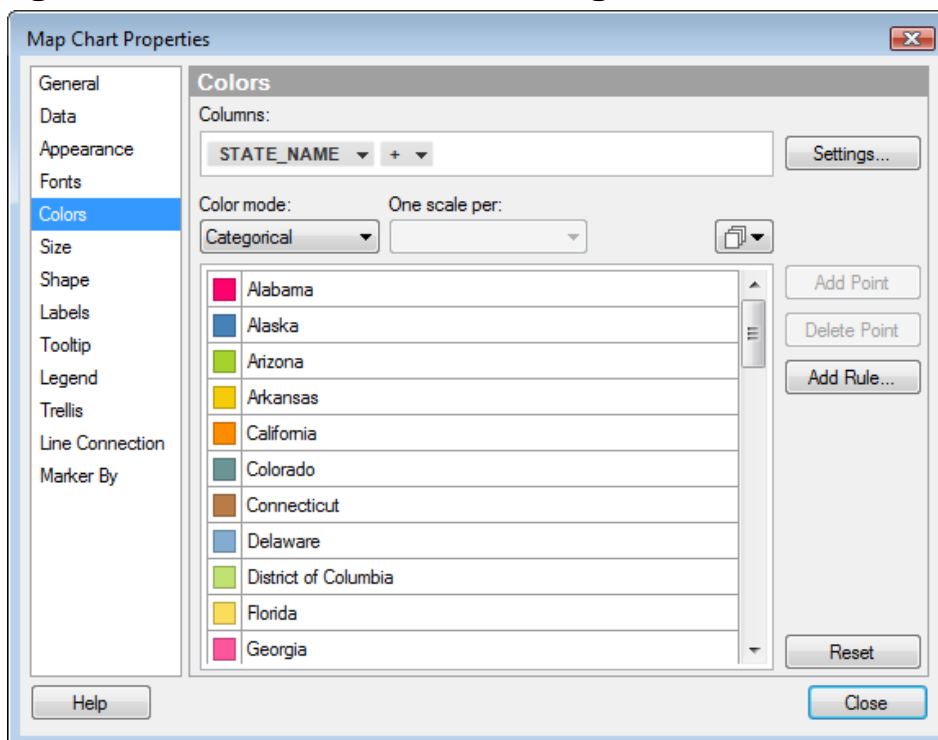 Map Chart Properties
General
Data
Appearance
Fonts
Colors
Size
Shape
Labels
Tooltip
Legend
Trellis
Line Connection
Marker By
Colors
Columns:
STATE_NAME +
Settings...
Color mode: One scale per:
Categorical
Alabama
Alaska
Arizona
Arkansas
California
Colorado
Connecticut
Delaware
District of Columbia
Florida
Georgia
Add Point
Delete Point
Add Rule...
Reset
Help
Close